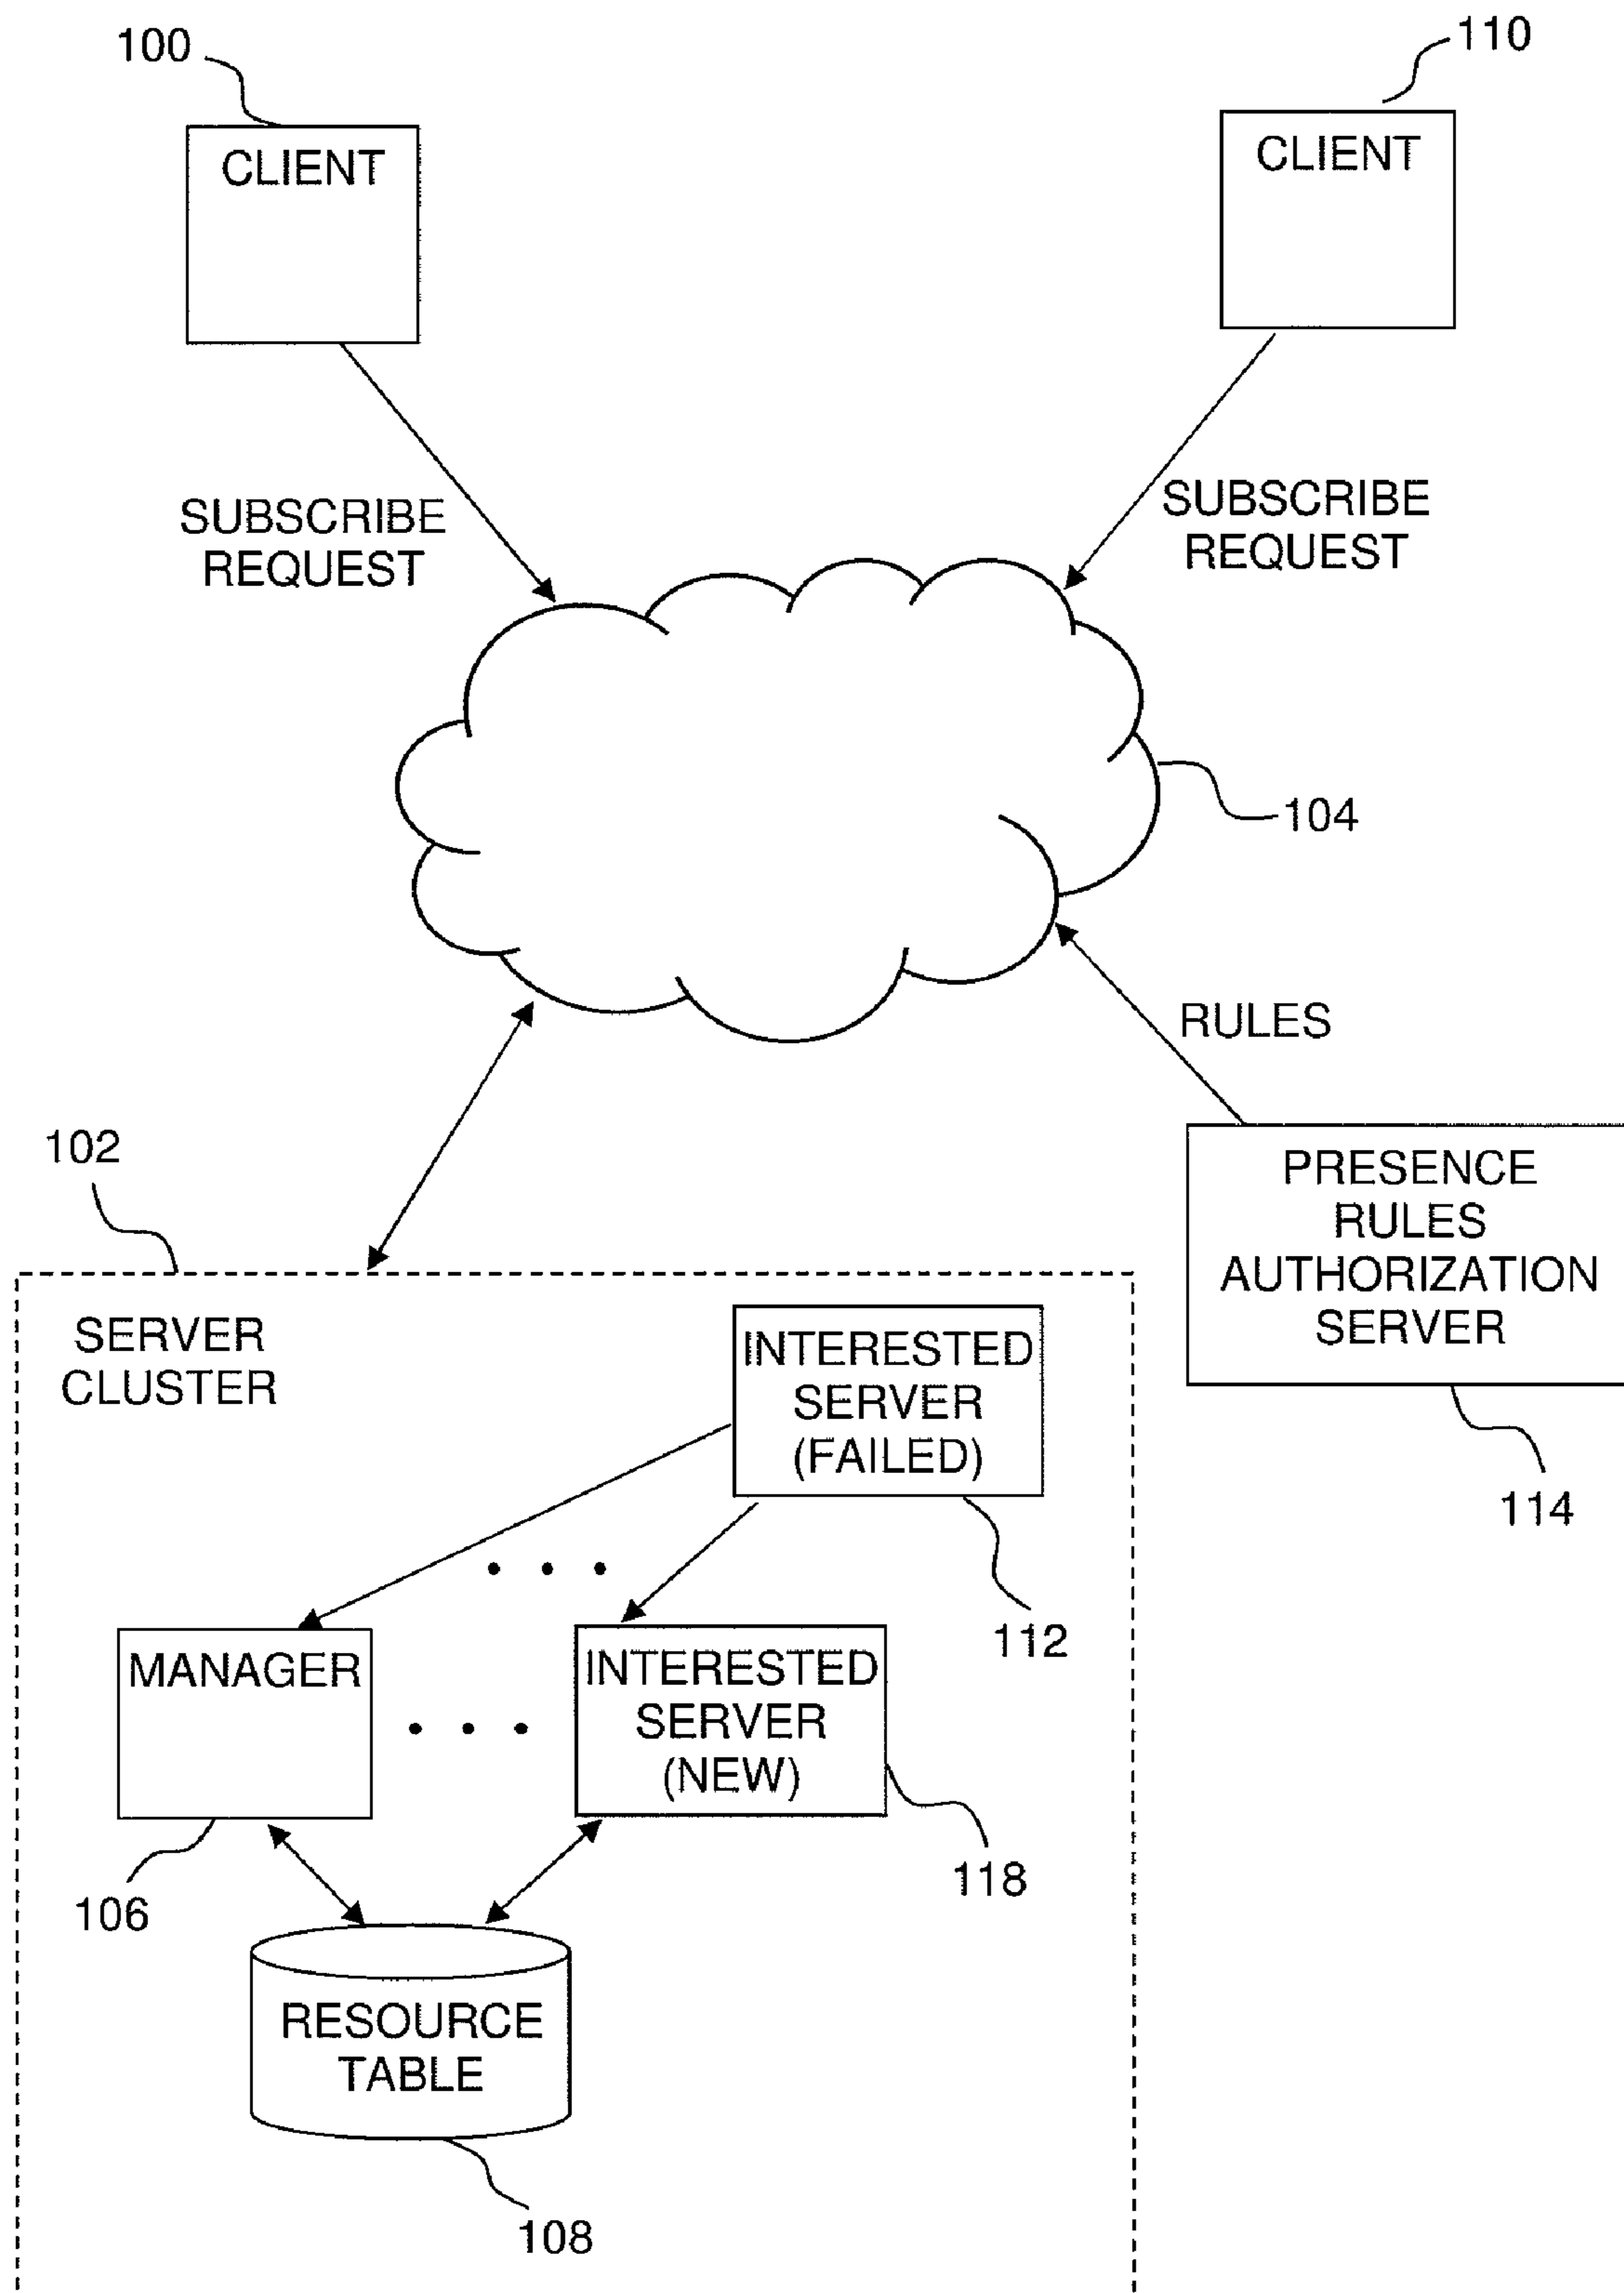 100
110
CLIENT
CLIENT
SUBSCRIBE
REQUEST
SUBSCRIBE
REQUEST
104
RULES
102
PRESENCE
RULES
AUTHORIZATION
SERVER
114
SERVER
CLUSTER
INTERESTED
SERVER
(FAILED)
112
MANAGER
INTERESTED
SERVER
(NEW)
118
106
RESOURCE
TABLE
108